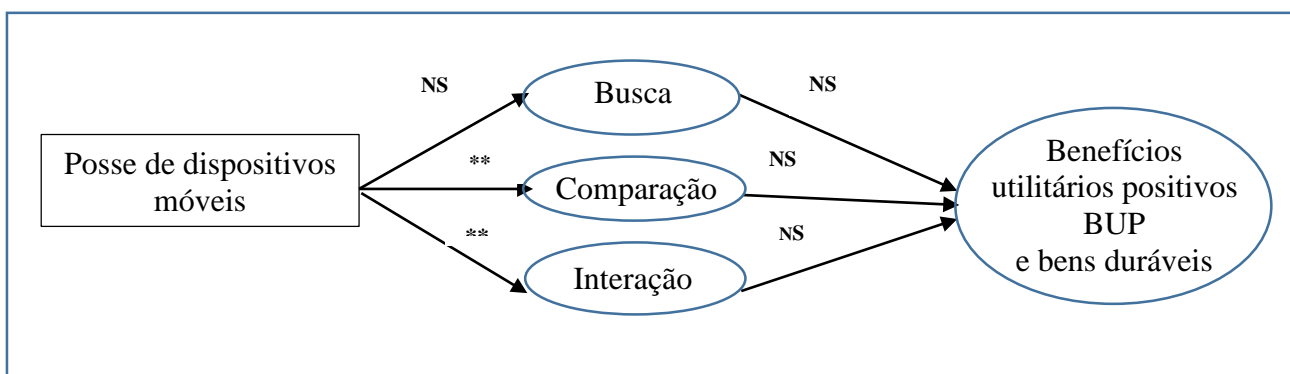 NS
Busca
NS
Posse de dispositivos
móveis
**
Comparação
NS
**
Interação
NS
Benefícios
utilitários positivos
BUP
e bens duráveis